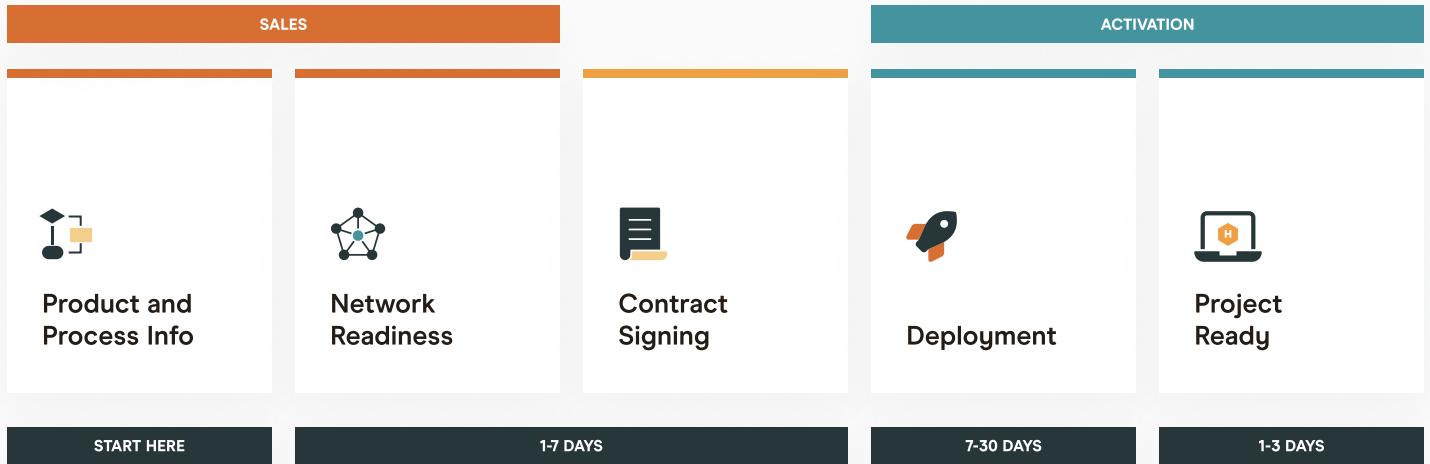 SALES
ACTIVATION
Product and
Process Info
Network
Readiness
Contract
Signing
Deployment
H
Project
Ready
START HERE
1-7 DAYS
7-30 DAYS
1-3 DAYS